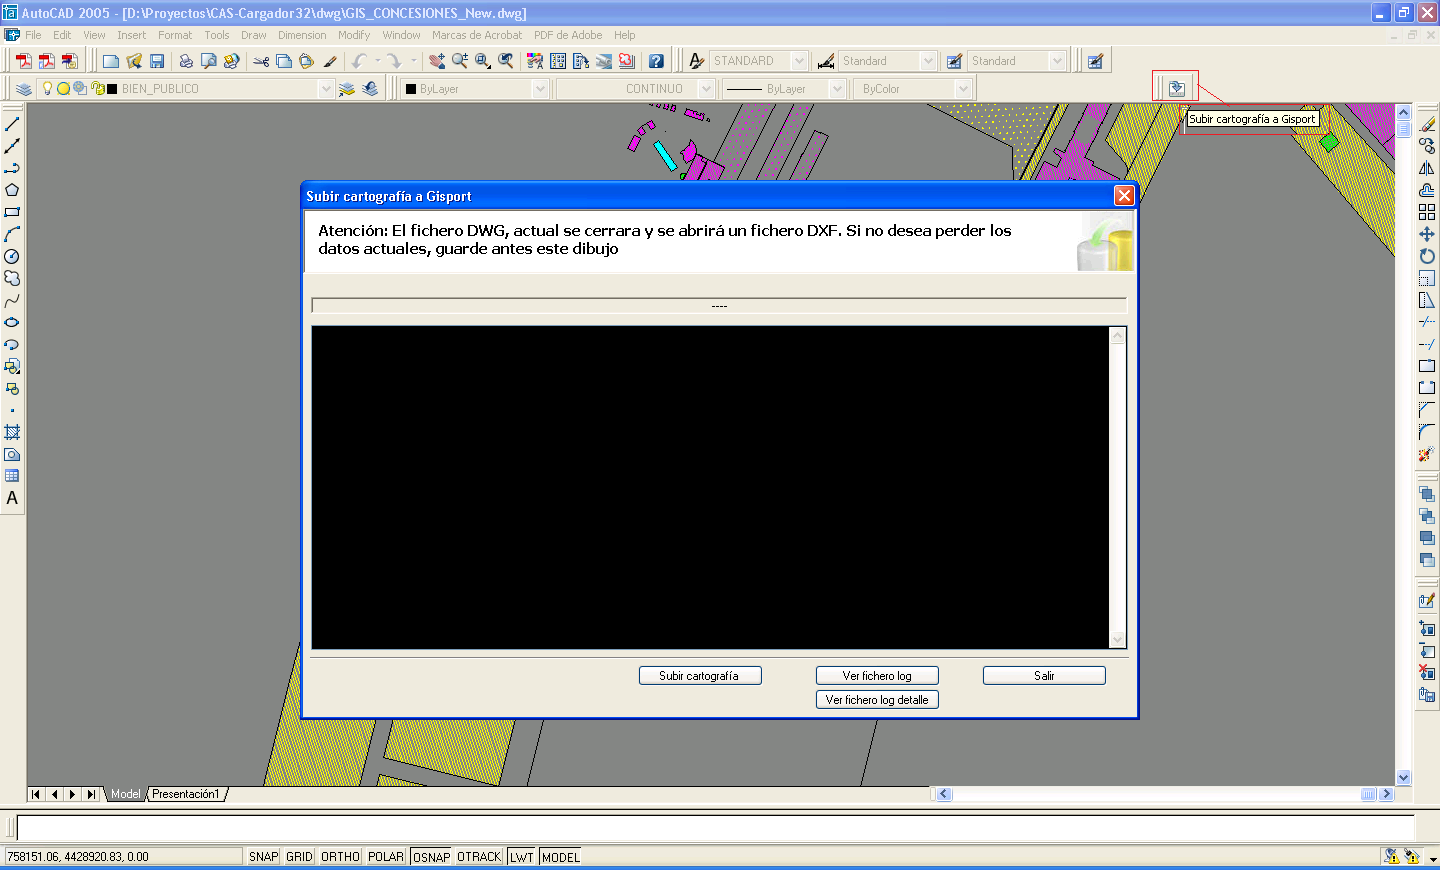 AutoCAD 2005 - [D:\Proyectos\CAS-Cargador32\dwg\GIS_CONCESIONES_New.dwg]
File Edit View Insert Format Tools Draw Dimension Modify Window Marcas de Acrobat PDF de Adobe Help
STANDARD Standard Standard
BIEN_PUBLICO ByLayer CONTINUO ByLayer ByColor
Subir cartografía a Gisport
Subir cartografía a Gisport
Atención: El fichero DWG, actual se cerrara y se abrirá un fichero DXF. Si no desea perder los
datos actuales, guarde antes este dibujo
----
Subir cartografía Ver fichero log Salir
Ver fichero log detalle
Model Presentación1
758151.06, 4428920.83, 0.00 SNAP GRID ORTHO POLAR OSNAP OTRACK LWT MODEL